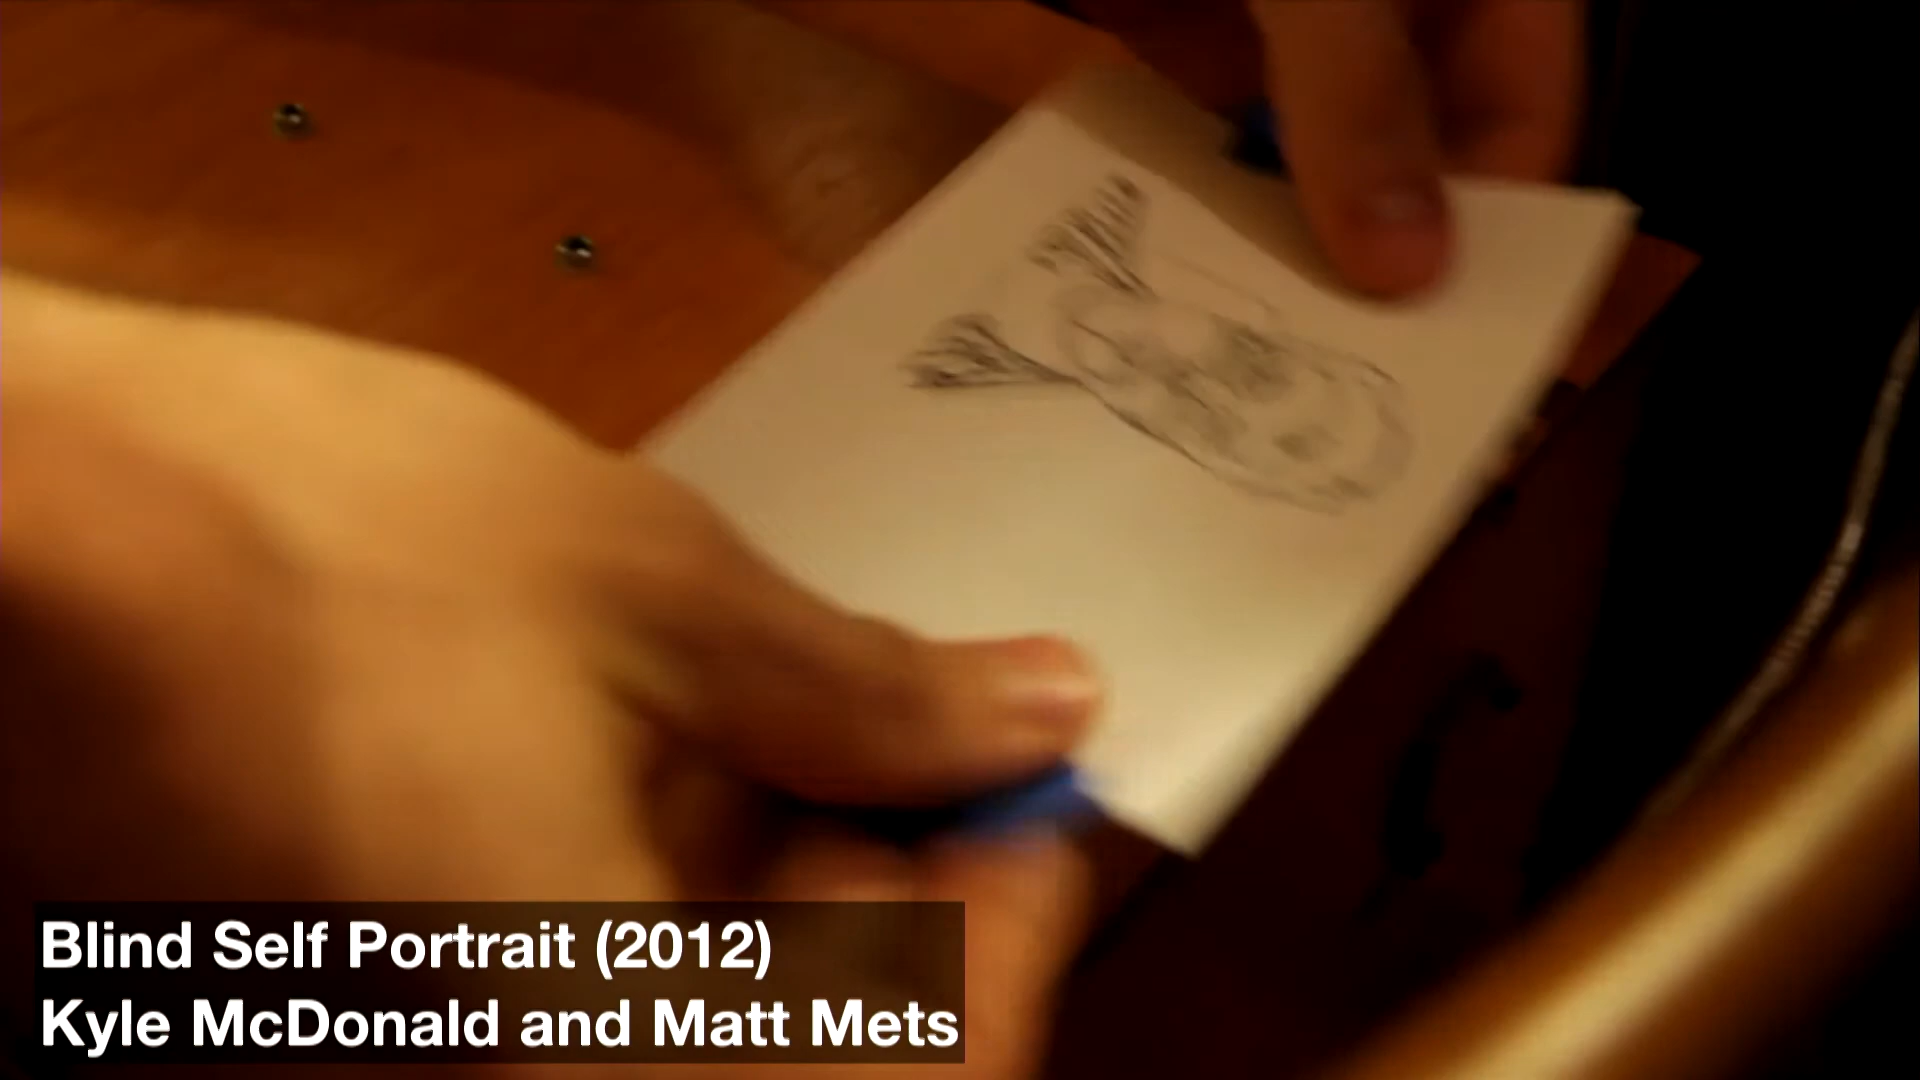 Blind Self Portrait (2012)
Kyle McDonald and Matt Mets